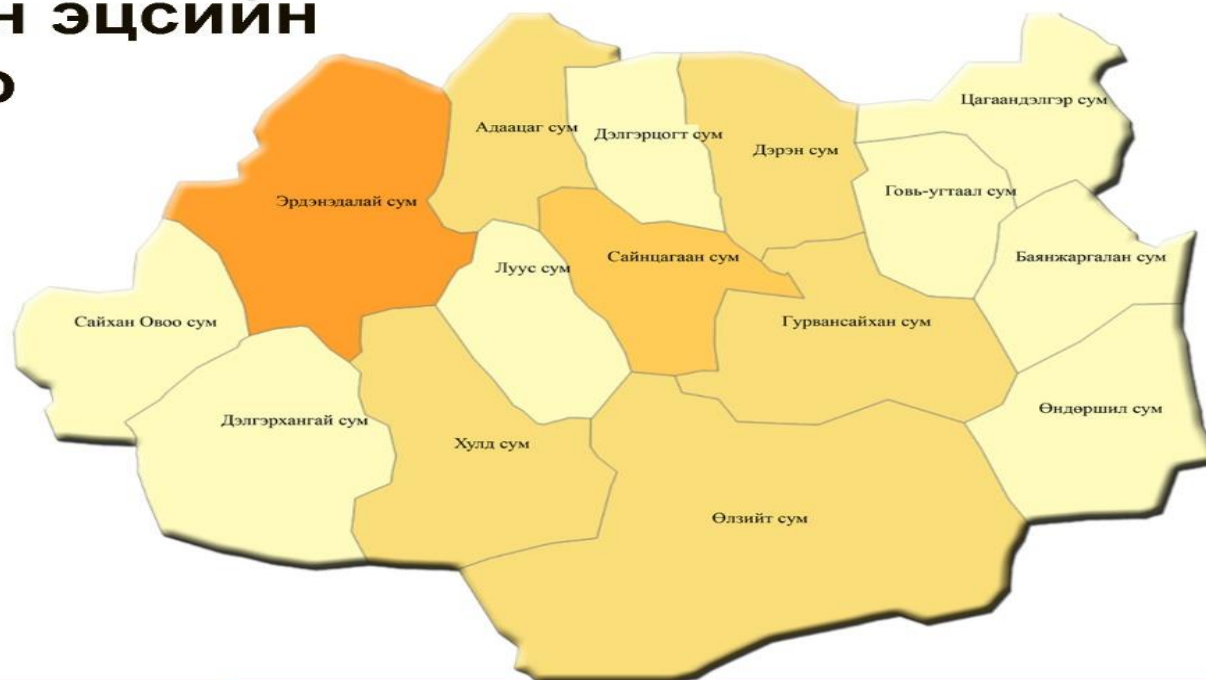 н эцсийн
Цагаандэлгэр сум
Адаацаг сум
Дэлгэрцогт сум
Дэрэн сум
Говь-угтаал сум
Эрдэнэдалай сум
Сайнцагаан сум
Баянжаргалан сум
Луус сум
Сайхан Овоо сум
Гурвансайхан сум
Өндөршил сум
Дэлгэрхангай сум
Хулд сум
Өлзийт сум